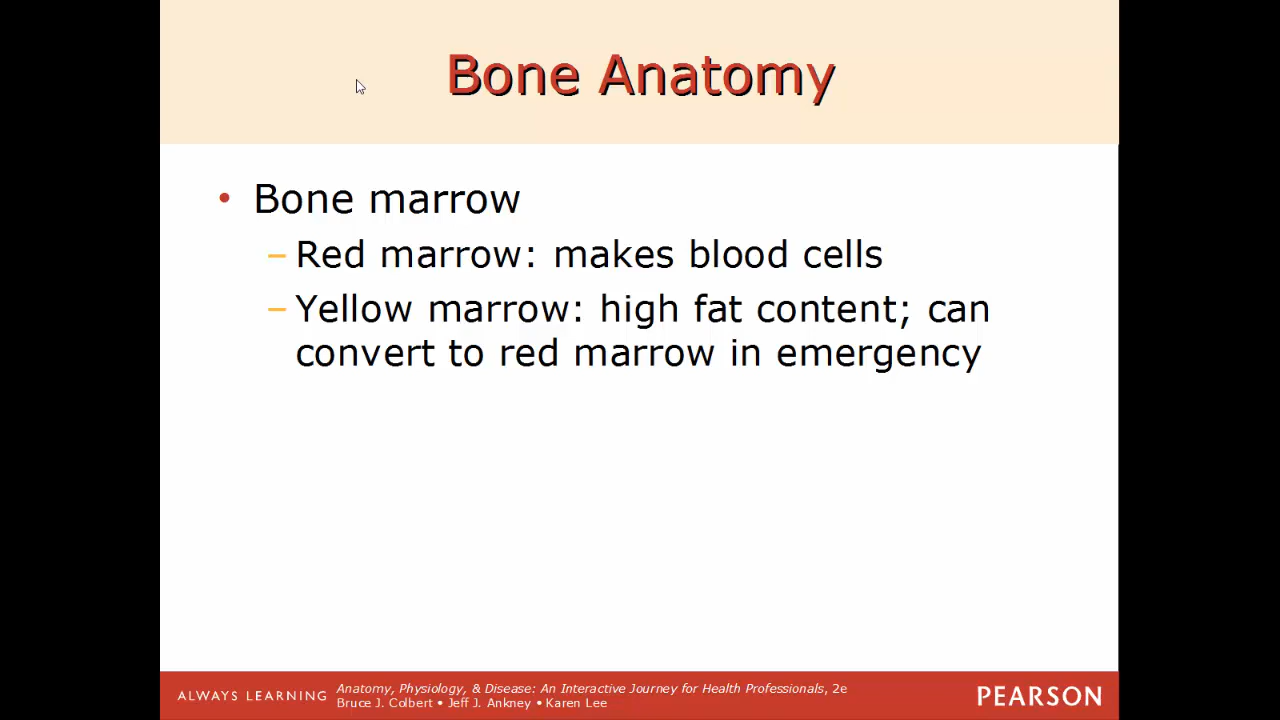 Bone Anatomy
• Bone marrow
– Red marrow: makes blood cells
– Yellow marrow: high fat content; can
convert to red marrow in emergency
ALWAYS LEARNING
Anatomy, Physiology, & Disease: An Interactive Journey for Health Professionals, 2e
Bruce J. Colbert • Jeff J. Ankney • Karen Lee
PEARSON